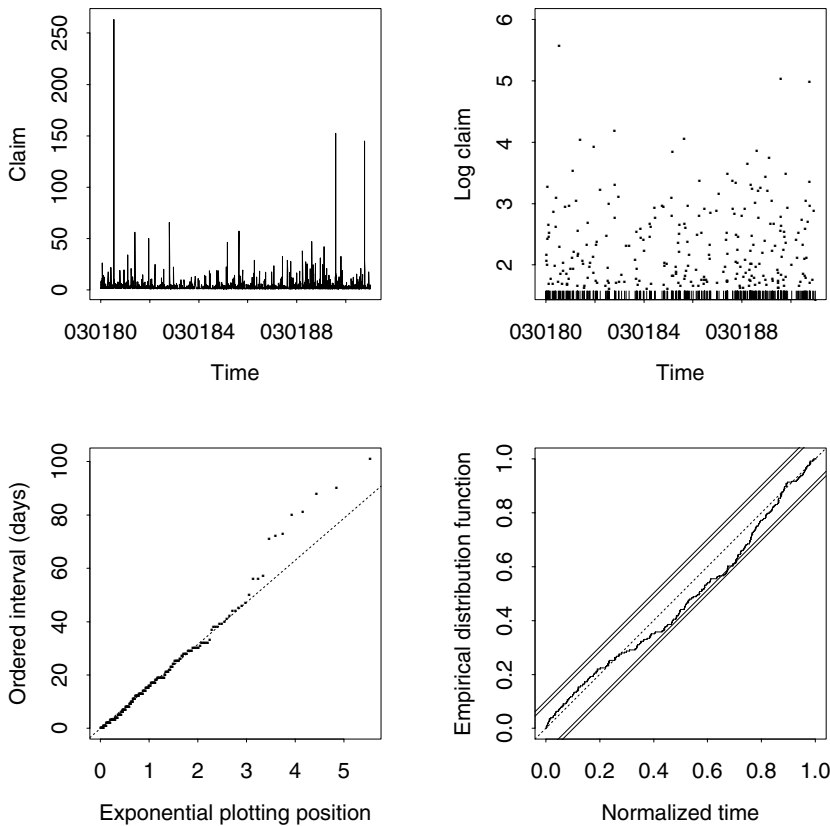 Claim
0 50 100 150 200 250
030180 030184 030188
Time
Log claim
2 3 4 5 6
030180 030184 030188
Time
Ordered interval (days)
0 20 40 60 80 100
0 1 2 3 4 5
Exponential plotting position
Empirical distribution function
0.0 0.2 0.4 0.6 0.8 1.0
0.0 0.2 0.4 0.6 0.8 1.0
Normalized time